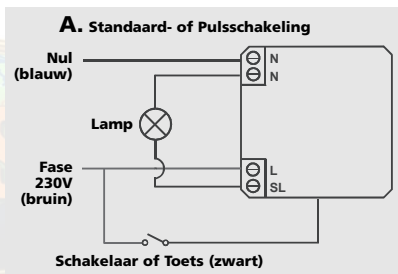 A. Standaard- of Pulsschakeling
Nul
(blauw)
N
N
Lamp
Fase
230V
(bruin)
L
SL
Schakelaar of Toets (zwart)